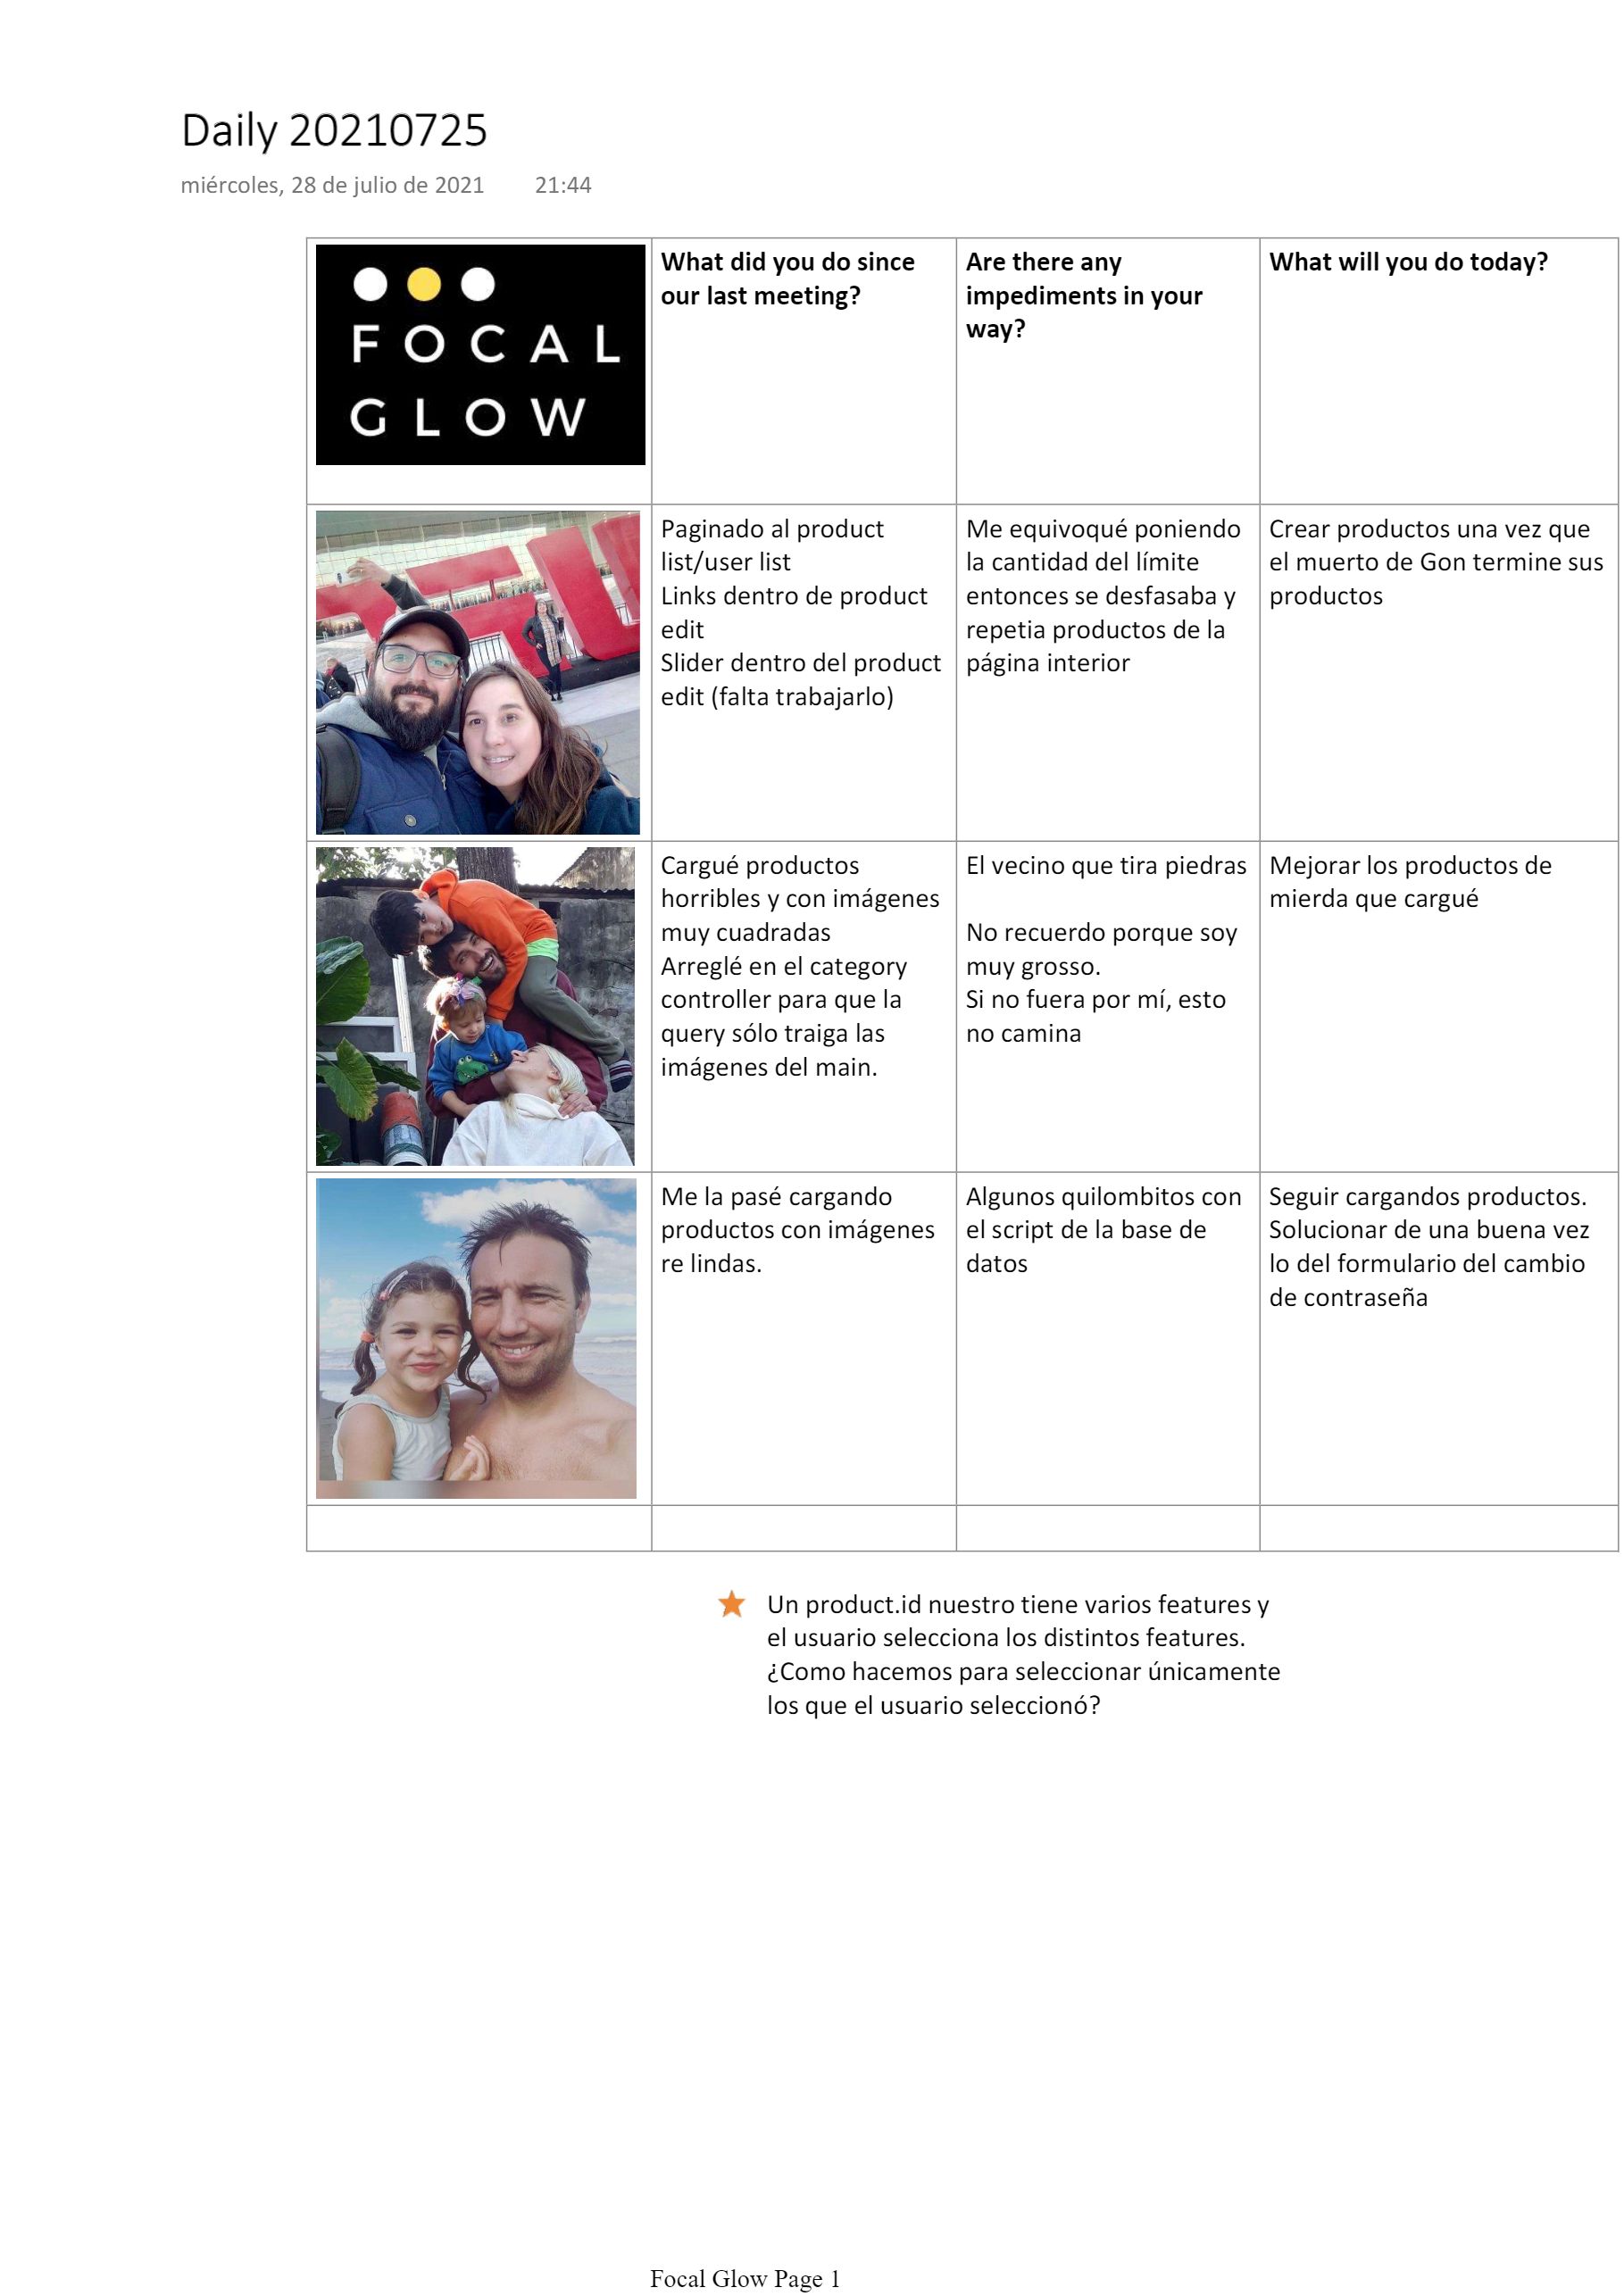 Daily 20210725
miércoles, 28 de julio de 2021 21:44
FOCAL
GLOW
What did you do since
our last meeting?
Are there any
impediments in your
way?
What will you do today?
Paginado al product
list/user list
Links dentro de product
edit
Slider dentro del product
edit (falta trabajarlo)
Me equivoqué poniendo
la cantidad del límite
entonces se desfasaba y
repetia productos de la
página interior
Crear productos una vez que
el muerto de Gon termine sus
productos
Cargué productos
horribles y con imágenes
muy cuadradas
Arreglé en el category
controller para que la
query sólo traiga las
imágenes del main.
El vecino que tira piedras
No recuerdo porque soy
muy grosso.
Si no fuera por mí, esto
no camina
Mejorar los productos de
mierda que cargué
Me la pasé cargando
productos con imágenes
re lindas.
Algunos quilombitos con
el script de la base de
datos
Seguir cargandos productos.
Solucionar de una buena vez
lo del formulario del cambio
de contraseña
Un product.id nuestro tiene varios features y
el usuario selecciona los distintos features.
¿Como hacemos para seleccionar únicamente
los que el usuario seleccionó?
Focal Glow Page 1